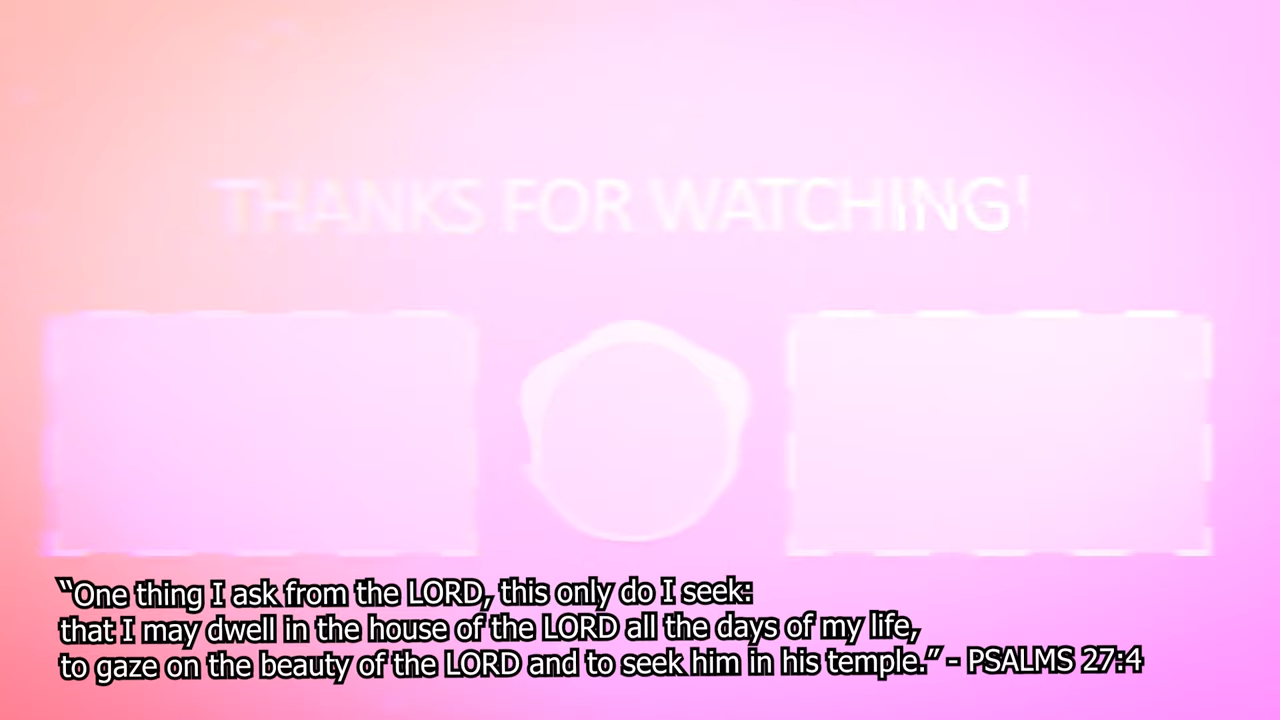 THANKS FOR WATCHING!
“One thing I ask from the LORD, this only do I seek:
that I may dwell in the house of the LORD all the days of my life,
to gaze on the beauty of the LORD and to seek him in his temple.” - PSALMS 27:4